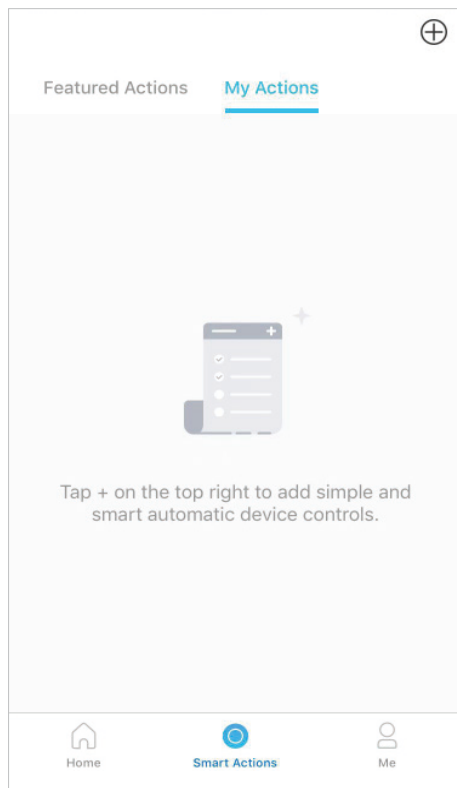 Featured Actions
My Actions
Tap + on the top right to add simple and
smart automatic device controls.
Home
Smart Actions
Me